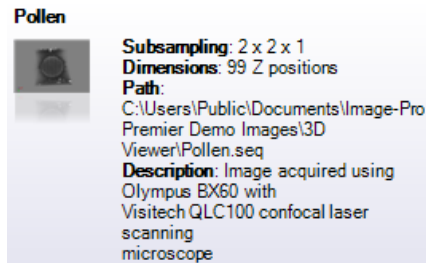 Pollen
Subsampling: 2 x 2 x 1
Dimensions: 99 Z positions
Path:
C:\Users\Public\Documents\Image-Pro
Premier Demo Images\3D
Viewer\Pollen.seq
Description: Image acquired using
Olympus BX60 with
Visitech QLC100 confocal laser
scanning
microscope